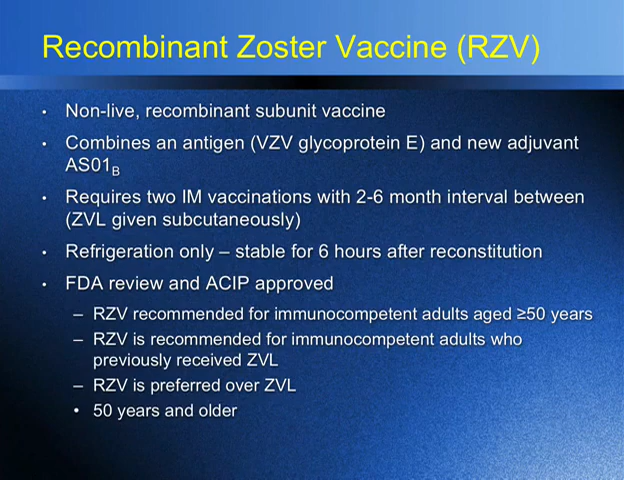 Recombinant Zoster Vaccine (RZV)
• Non-live, recombinant subunit vaccine
• Combines an antigen (VZV glycoprotein E) and new adjuvant
AS01B
• Requires two IM vaccinations with 2-6 month interval between
(ZVL given subcutaneously)
• Refrigeration only – stable for 6 hours after reconstitution
• FDA review and ACIP approved
– RZV recommended for immunocompetent adults aged ≥50 years
– RZV is recommended for immunocompetent adults who
previously received ZVL
– RZV is preferred over ZVL
• 50 years and older